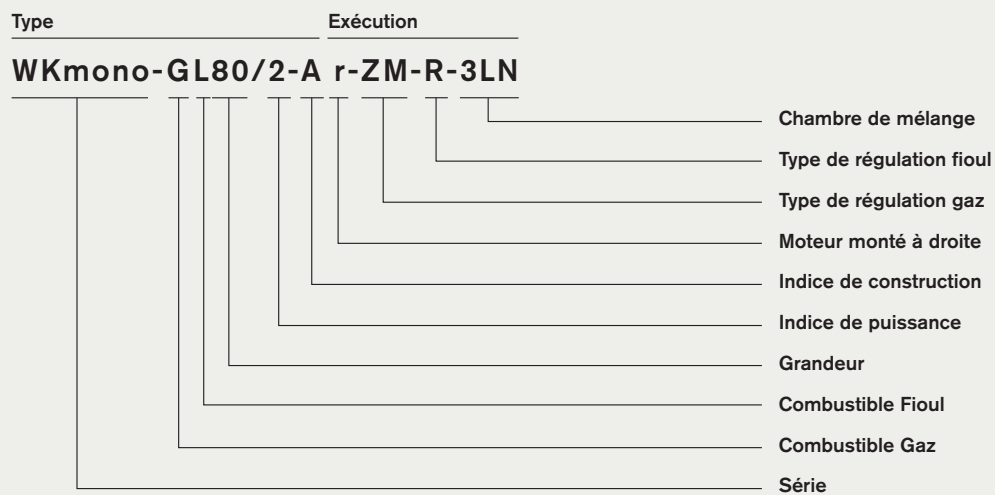 Type Exécution
WKmono-GL80/2-A r-ZM-R-3LN
Chambre de mélange
Type de régulation fioul
Type de régulation gaz
Moteur monté à droite
Indice de construction
Indice de puissance
Grandeur
Combustible Fioul
Combustible Gaz
Série